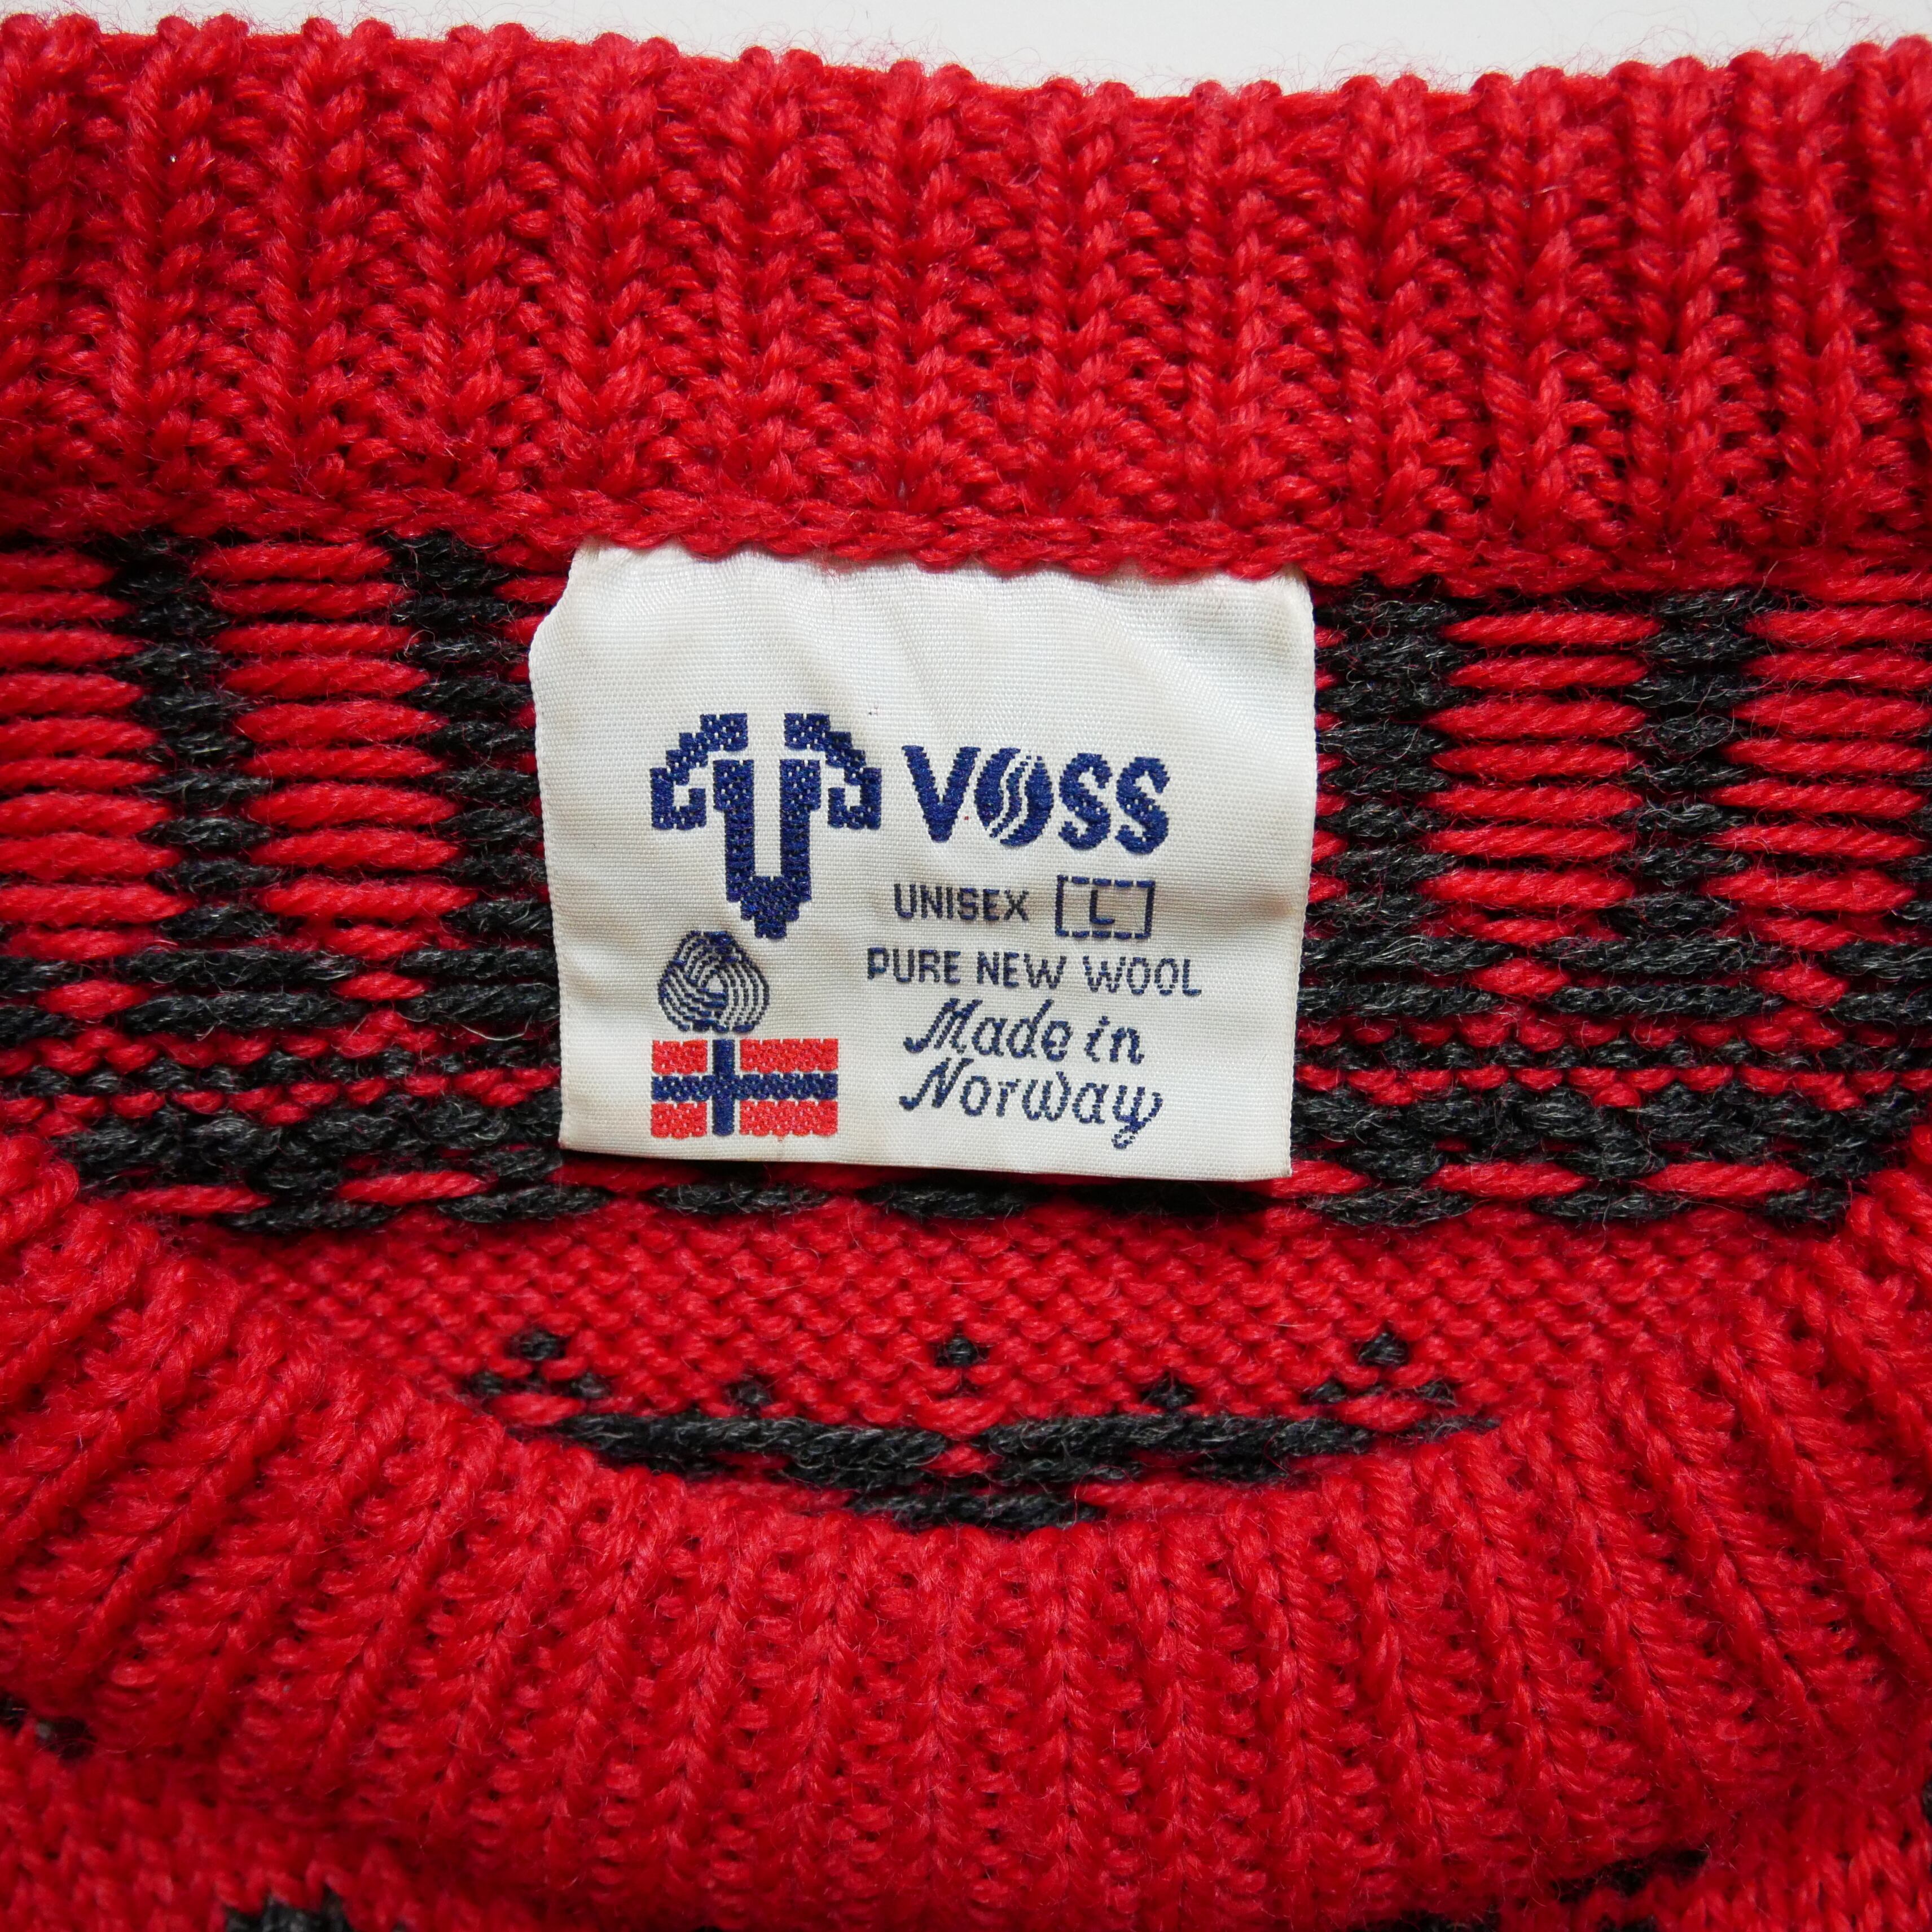 VOSS
UNISEX L
PURE NEW WOOL
Made in
Norway